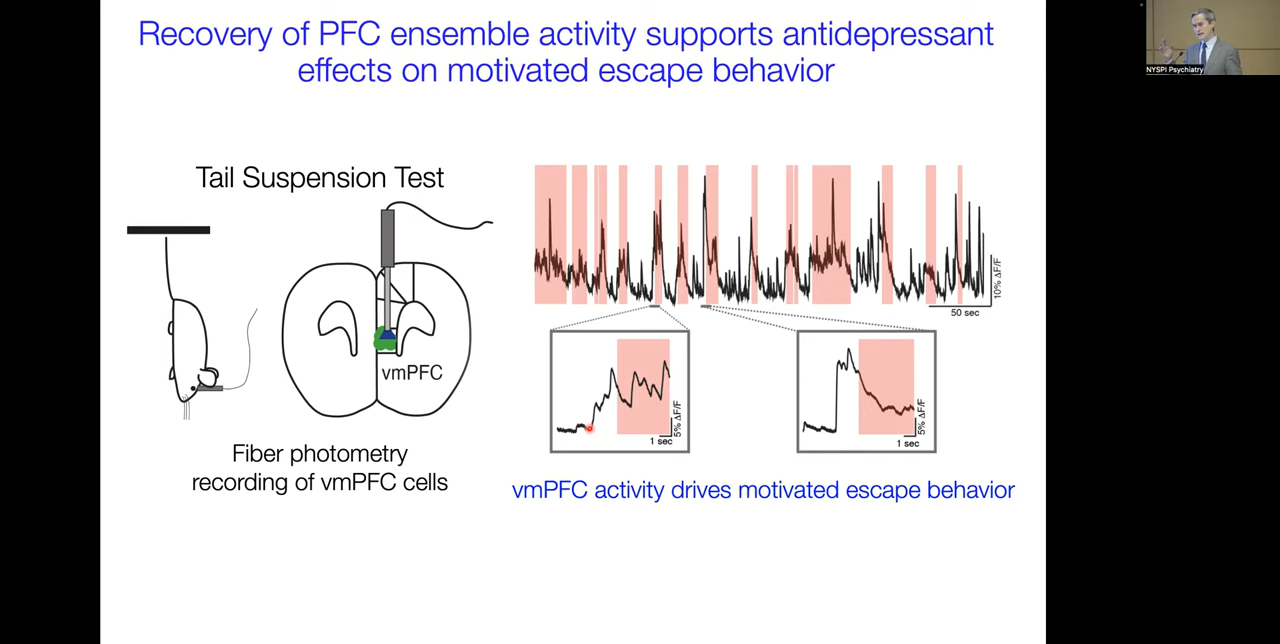 Recovery of PFC ensemble activity supports antidepressant
effects on motivated escape behavior
NYSPI Psychiatry
Tail Suspension Test
vmPFC
Fiber photometry
recording of vmPFC cells
10% ΔF/F
50 sec
5% ΔF/F
1 sec
5% ΔF/F
1 sec
vmPFC activity drives motivated escape behavior